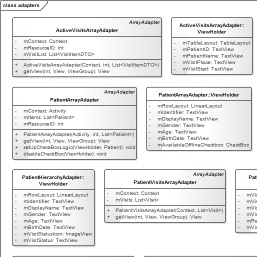 class adapters
ArrayAdapter
ActiveVisitsArrayAdapter
- mContext: Context
- mResourceID: int
- mVisitList: List<VisitItemDTO>
+ ActiveVisitsArrayAdapter(Context, int, List<VisitItemDTO>)
+ getView(int, View, ViewGroup): View
ActiveVisitsArrayAdapter::
ViewHolder
~ mTableLayout: TableLayout
~ mPatientID: TextView
~ mPatientName: TextView
~ mVisitPlace: TextView
~ mVisitStart: TextView
ArrayAdapter
PatientArrayAdapter
- mContext: Activity
- mItems: List<Patient>
- mResourceID: int
+ PatientArrayAdapter(Activity, int, List<Patient>)
+ getView(int, View, ViewGroup): View
+ setUpCheckBoxLogic(ViewHolder, Patient): void
+ disableCheckBox(ViewHolder): void
PatientArrayAdapter::ViewHolder
- mRowLayout: LinearLayout
- mIdentifier: TextView
- mDisplayName: TextView
- mGender: TextView
- mAge: TextView
- mBirthDate: TextView
- mAvailableOfflineCheckbox: CheckBox
PatientHierarchyAdapter::
ViewHolder
~ mRowLayout: LinearLayout
~ mIdentifier: TextView
~ mDisplayName: TextView
~ mGender: TextView
~ mAge: TextView
~ mBirthDate: TextView
~ mVisitStatusIcon: ImageView
~ mVisitStatus: TextView
ArrayAdapter
PatientVisitsArrayAdapter
- mContext: Context
- mVisits: List<Visit>
+ PatientVisitsArrayAdapter(Context, List<Visit>)
+ getView(int, View, ViewGroup): View